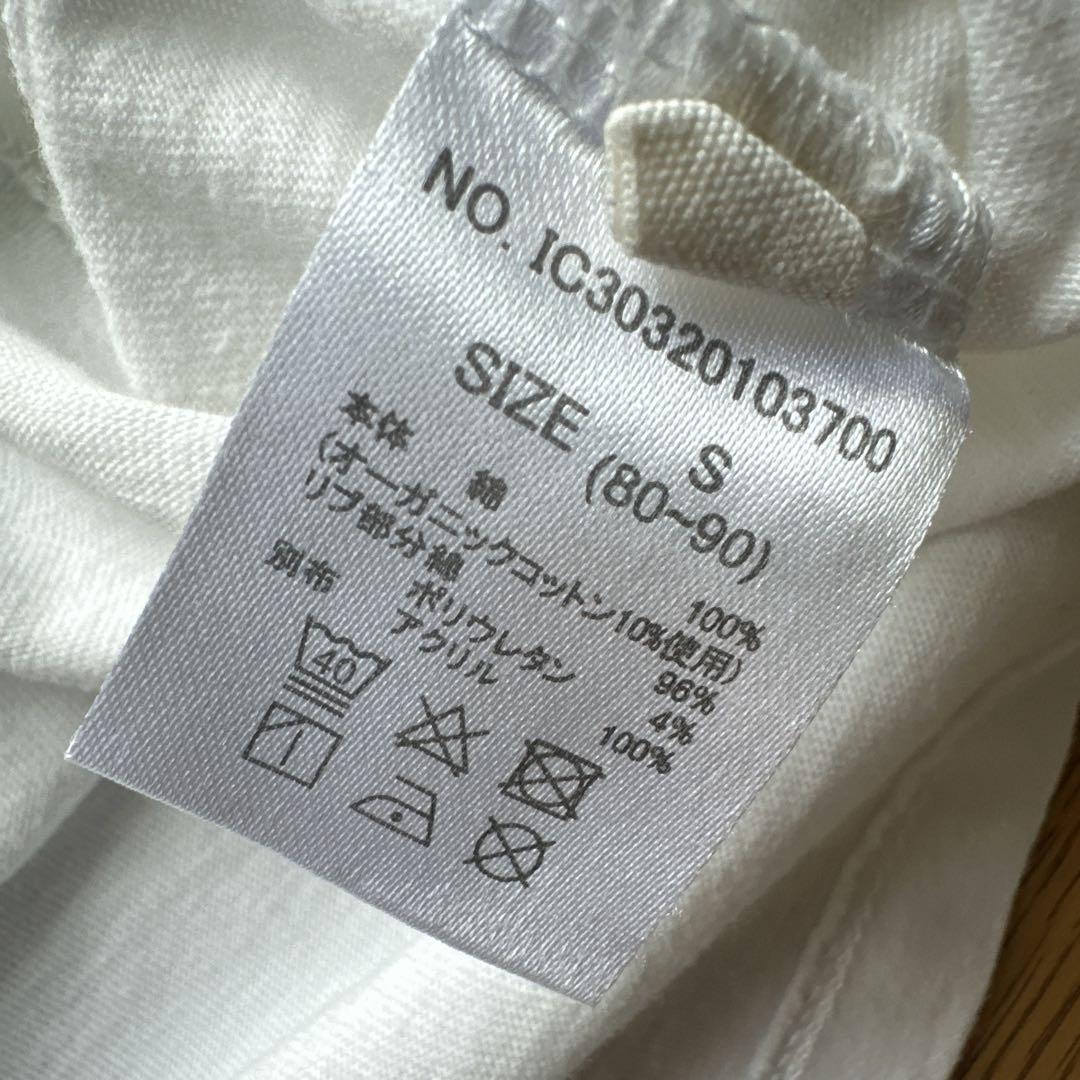 NO. IC30320103700
SIZE S
(80~90)
本体 綿 100%
(オーガニックコットン10%使用)
リブ部分綿 96%
ポリウレタン 4%
別布 アクリル 100%
40